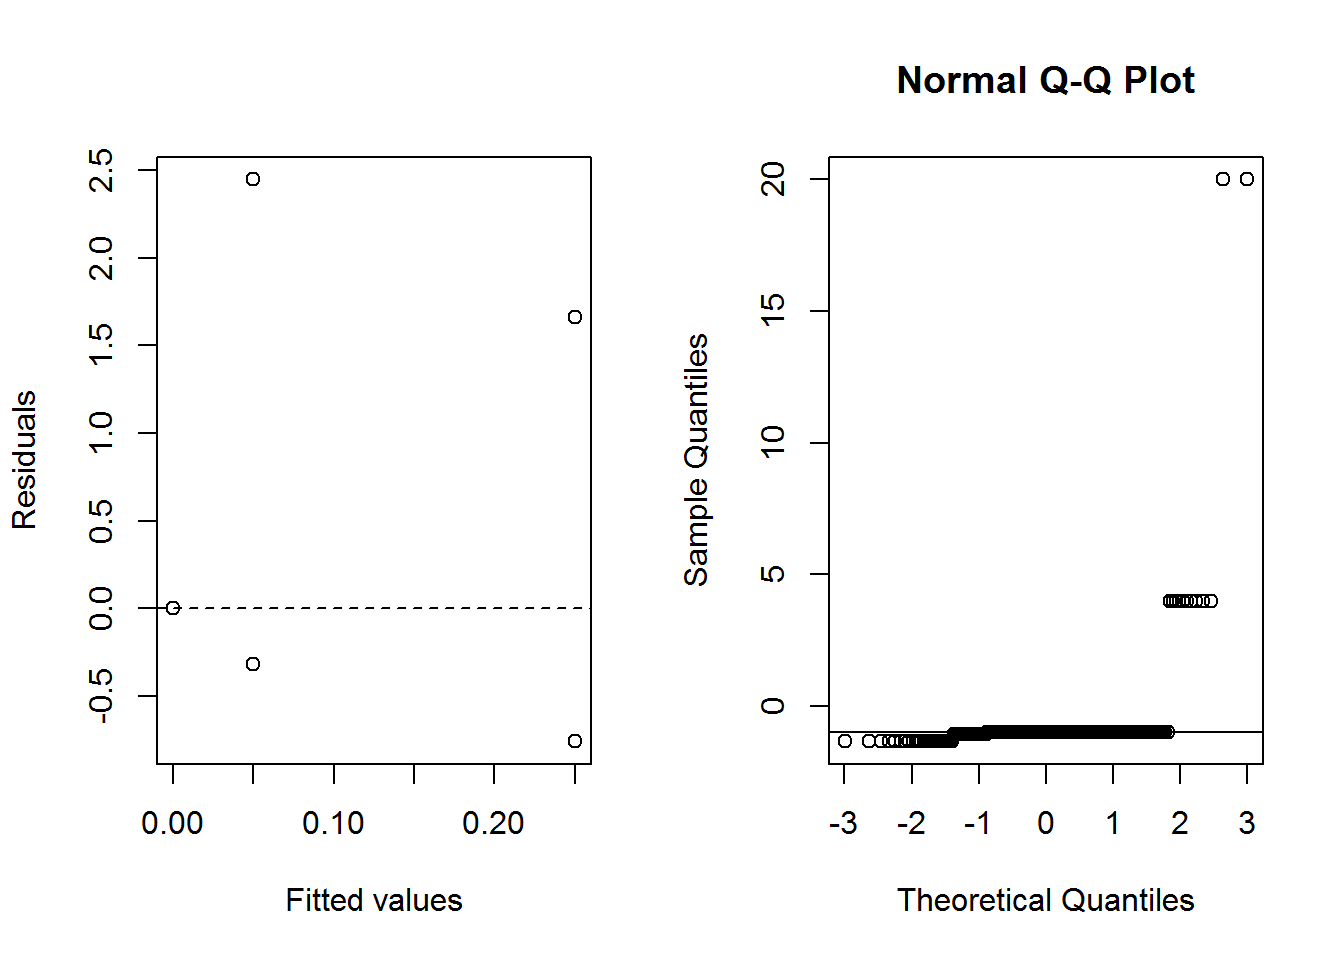 Residuals
2.5
2.0
1.5
1.0
0.5
0.0
-0.5
0.00 0.10 0.20
Fitted values
Normal Q-Q Plot
Sample Quantiles
20
15
10
5
0
-3 -2 -1 0 1 2 3
Theoretical Quantiles